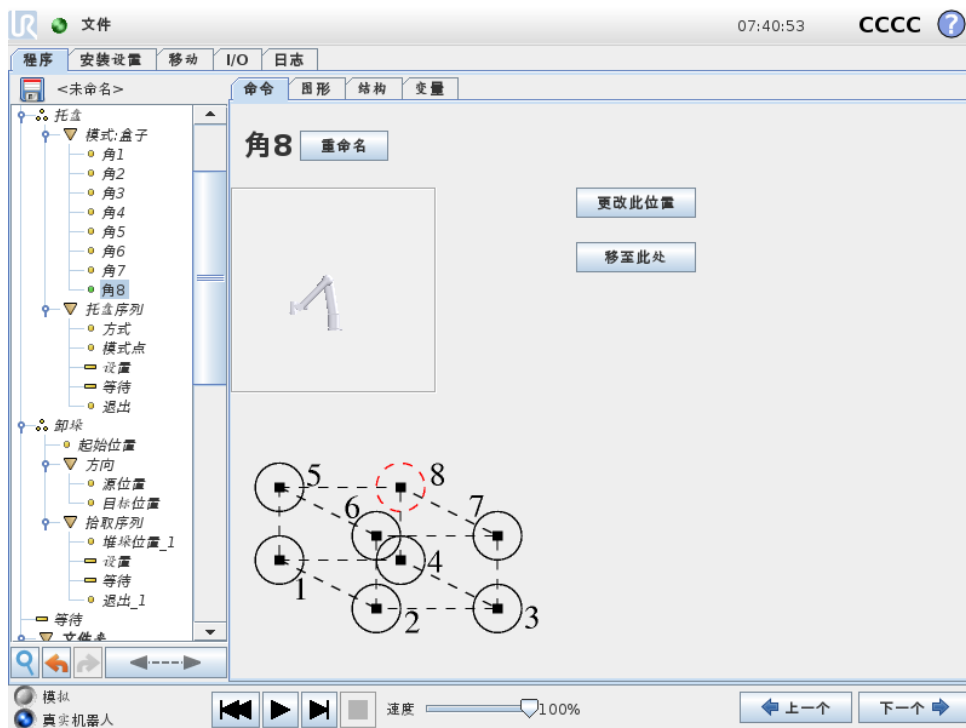 UR 文件 07:40:53 CCCC ?
程序 安装设置 移动 I/O 日志
<未命名> 命令 图形 结构 变量
托盘
模式:盒子
角1
角2
角3
角4
角5
角6
角7
角8
托盘序列
方式
模式点
设置
等待
退出
卸垛
起始位置
方向
源位置
目标位置
拾取序列
堆垛位置_1
设置
等待
退出_1
等待
文件夹
角8 重命名
更改此位置
移至此处
5 8
6 7
1 4
2 3
模拟
真实机器人
速度 100%
上一个 下一个